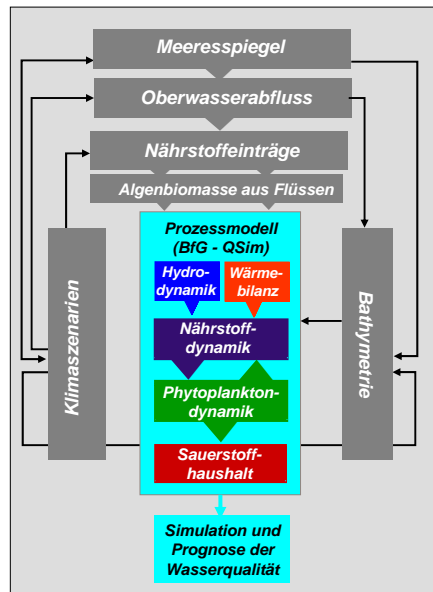 Meeresspiegel
Oberwasserabfluss
Nährstoffeinträge
Algenbiomasse aus Flüssen
Prozessmodell
(BfG - QSim)
Hydro-
dynamik
Wärme-
bilanz
Nährstoff-
dynamik
Phytoplankton-
dynamik
Sauerstoff-
haushalt
Klimaszenarien
Bathymetrie
Simulation und
Prognose der
Wasserqualität